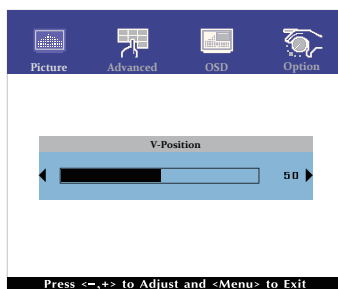 Picture Advanced OSD Option
V-Position
50
Press <-,+> to Adjust and <Menu> to Exit